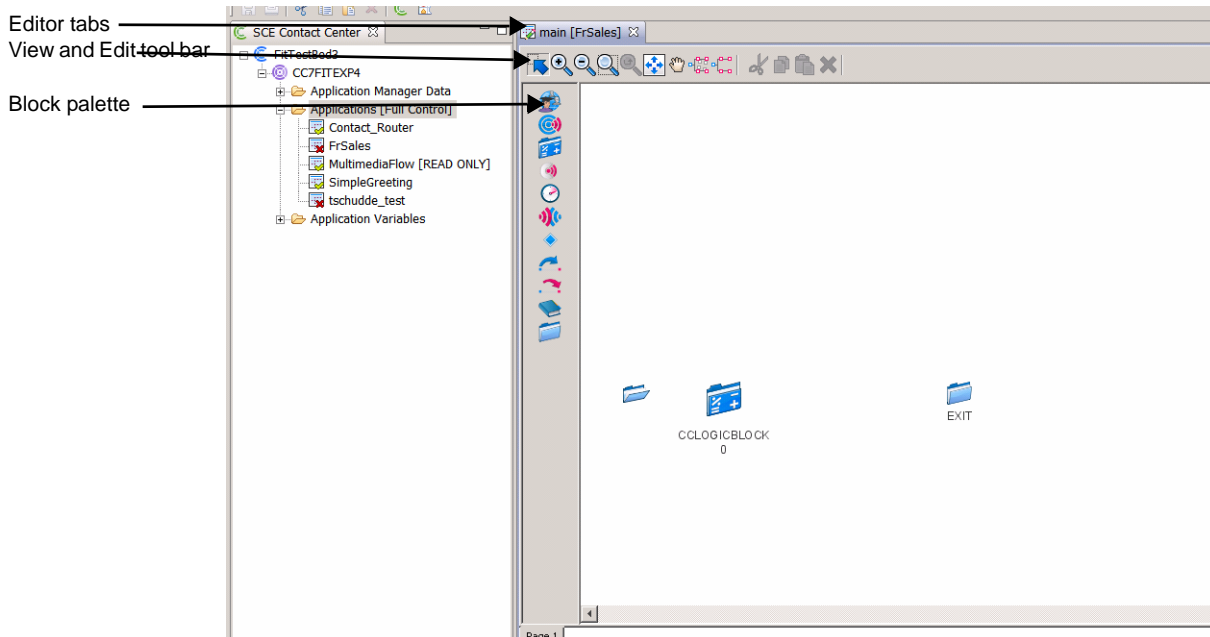 Editor tabs
View and Edit tool bar
Block palette
SCE Contact Center
FitTestBed3
CC7FITEXP4
Application Manager Data
Applications [Full Control]
Contact_Router
FrSales
MultimediaFlow [READ ONLY]
SimpleGreeting
tschudde_test
Application Variables
main [FrSales]
CCLOGICBLOCK
0
EXIT
Page 1